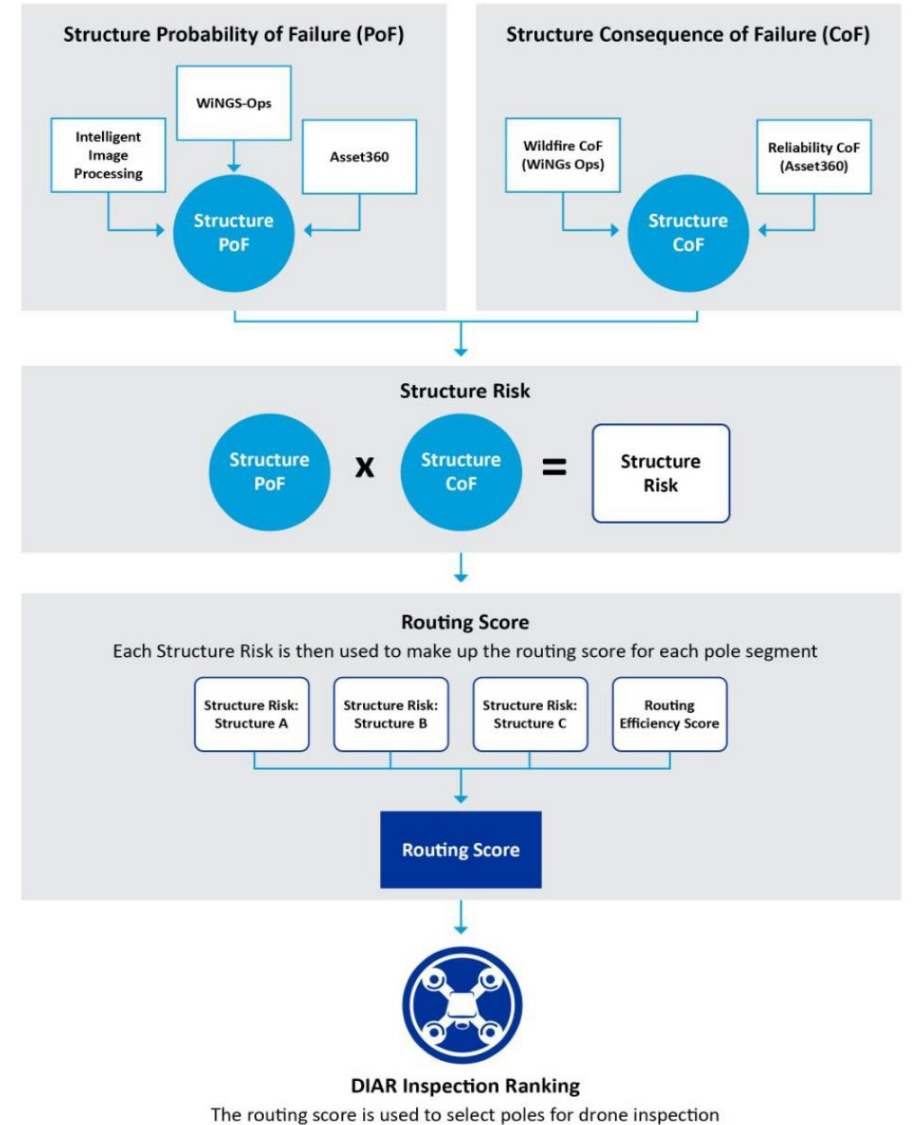 Structure Probability of Failure (PoF)
WiNGS-Ops
Intelligent
Image
Processing
Asset360
Structure
PoF
Structure Consequence of Failure (CoF)
Wildfire CoF
(WiNGs Ops)
Reliability CoF
(Asset360)
Structure
CoF
Structure Risk
Structure
PoF
x
Structure
CoF
=
Structure
Risk
Routing Score
Each Structure Risk is then used to make up the routing score for each pole segment
Structure Risk:
Structure A
Structure Risk:
Structure B
Structure Risk:
Structure C
Routing
Efficiency Score
Routing Score
DIAR Inspection Ranking
The routing score is used to select poles for drone inspection